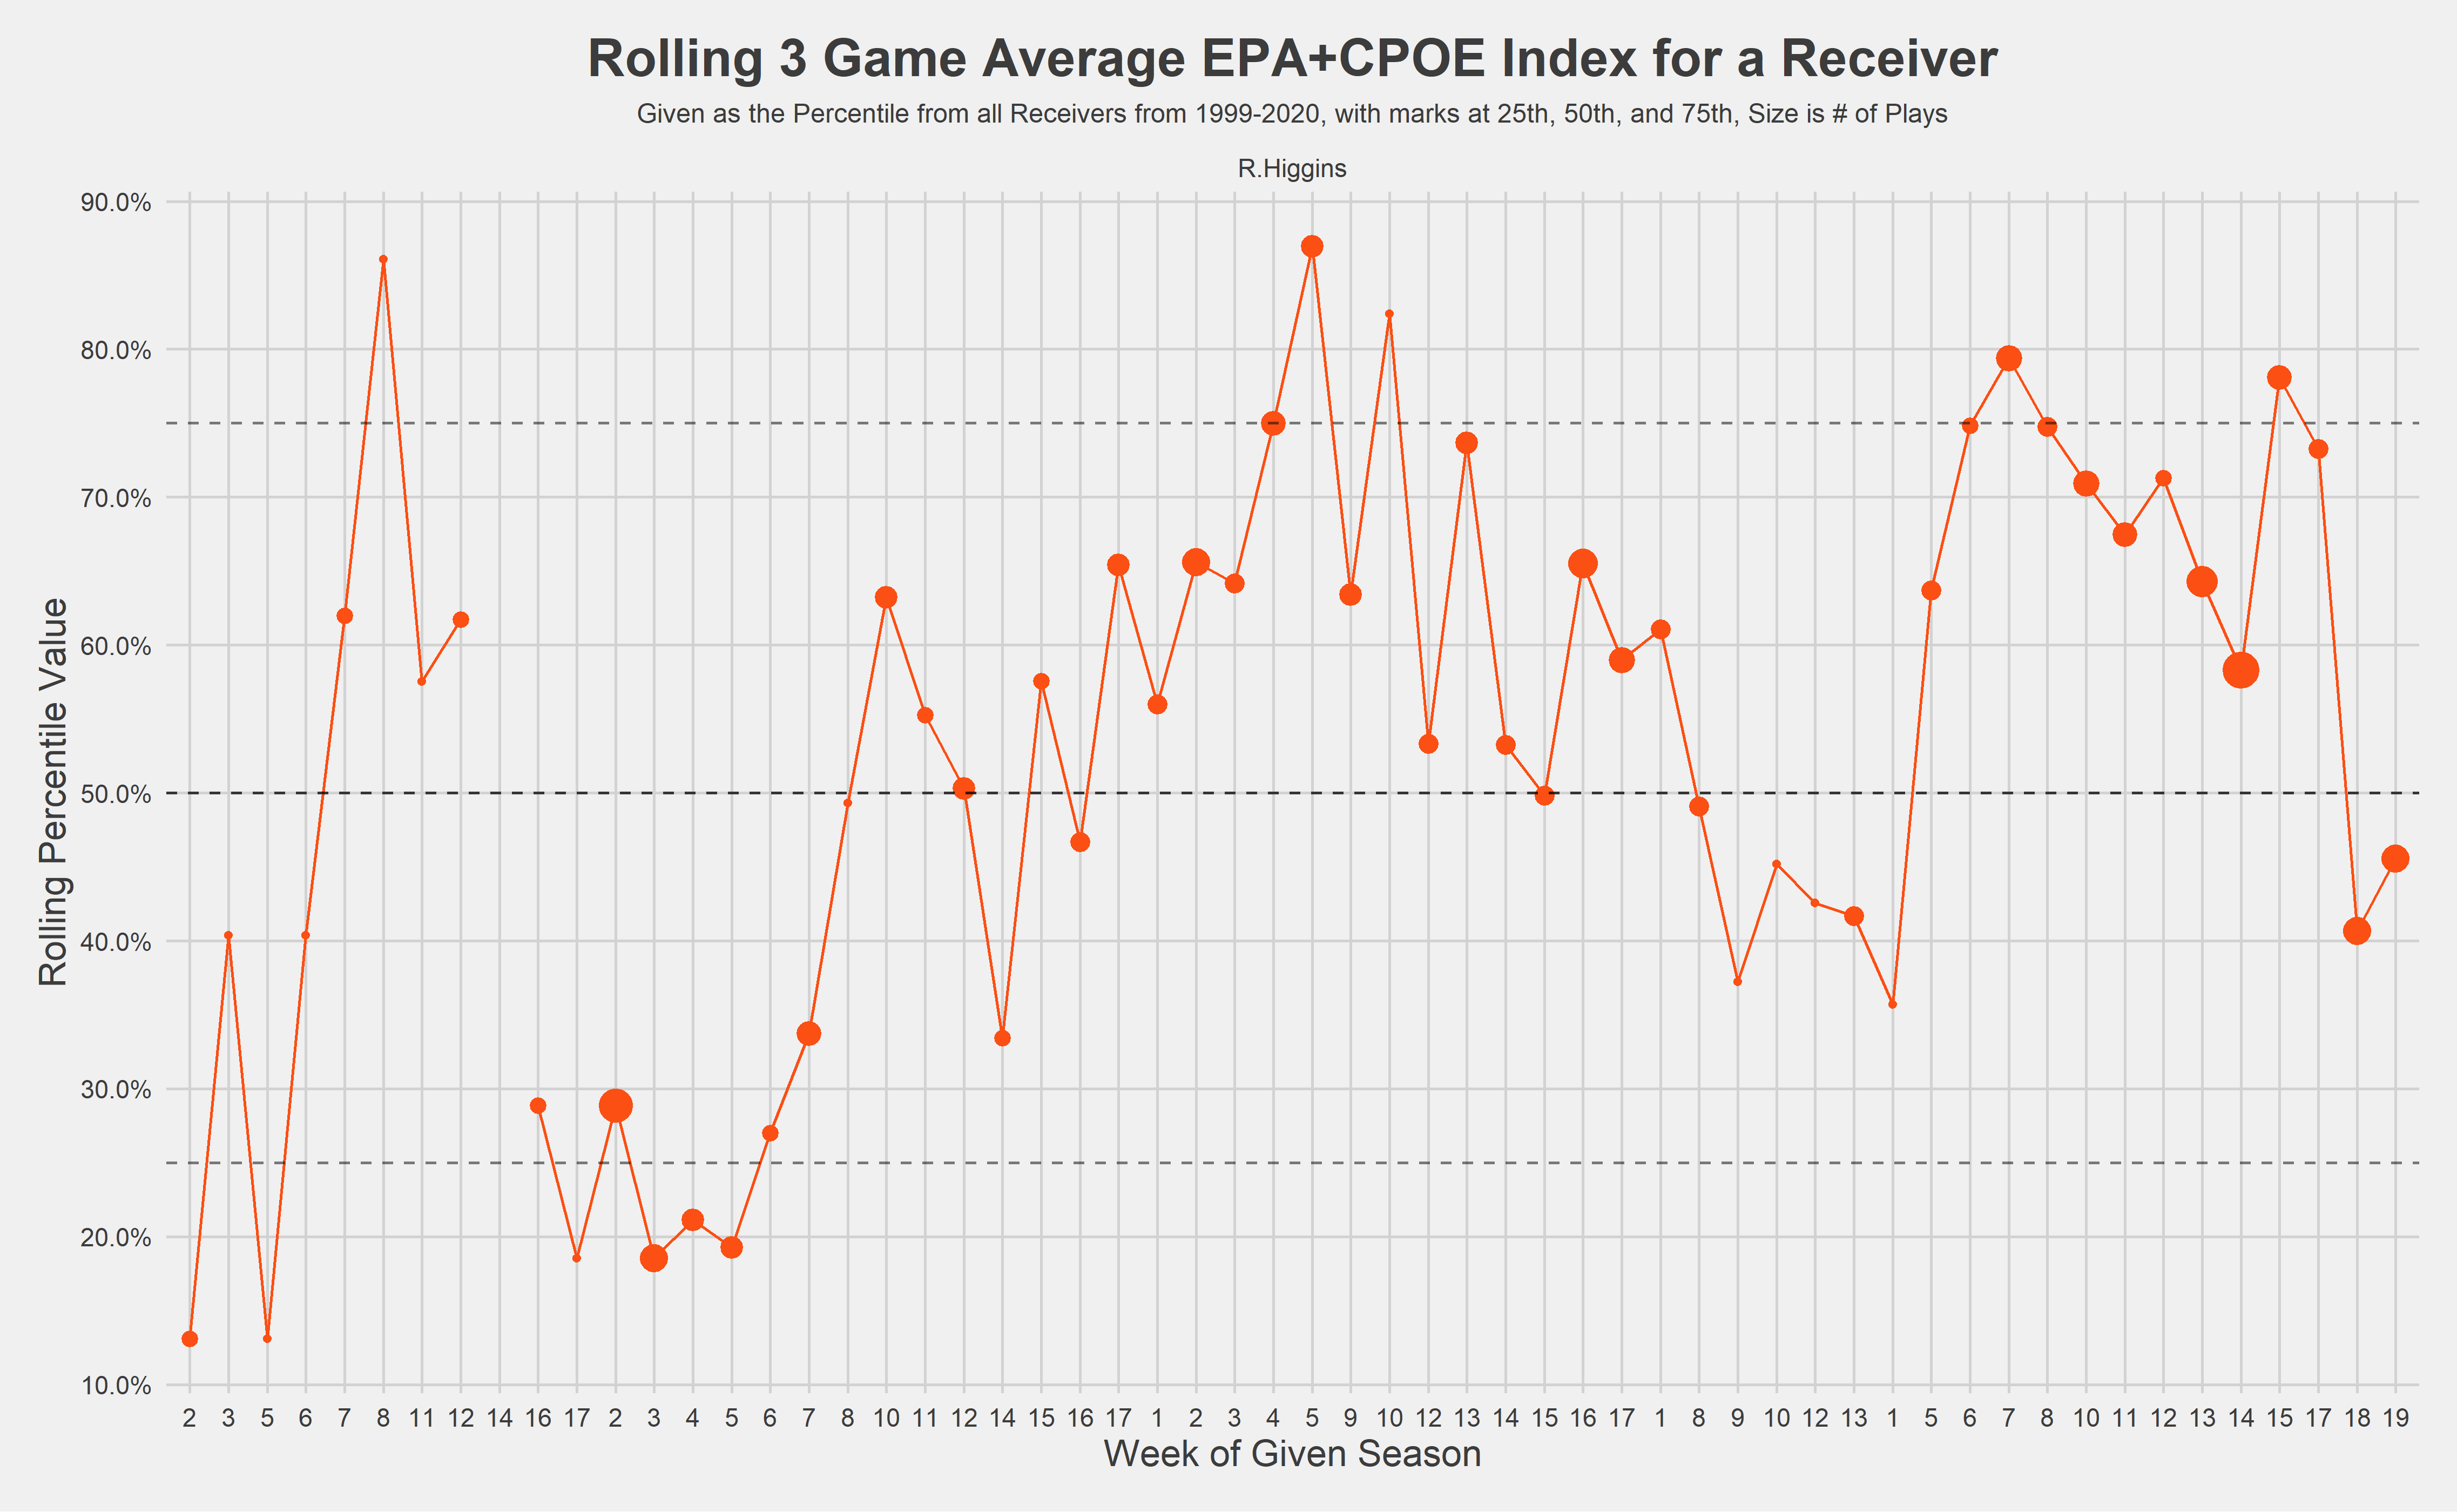 Rolling 3 Game Average EPA+CPOE Index for a Receiver
Given as the Percentile from all Receivers from 1999-2020, with marks at 25th, 50th, and 75th, Size is # of Plays
R.Higgins
90.0%
80.0%
70.0%
60.0%
50.0%
40.0%
30.0%
20.0%
10.0%
Rolling Percentile Value
2 3 5 6 7 8 11 12 14 16 17 2 3 4 5 6 7 8 10 11 12 14 15 16 17 1 2 3 4 5 9 10 12 13 14 15 16 17 1 8 9 10 12 13 1 5 6 7 8 10 11 12 13 14 15 17 18 19
Week of Given Season